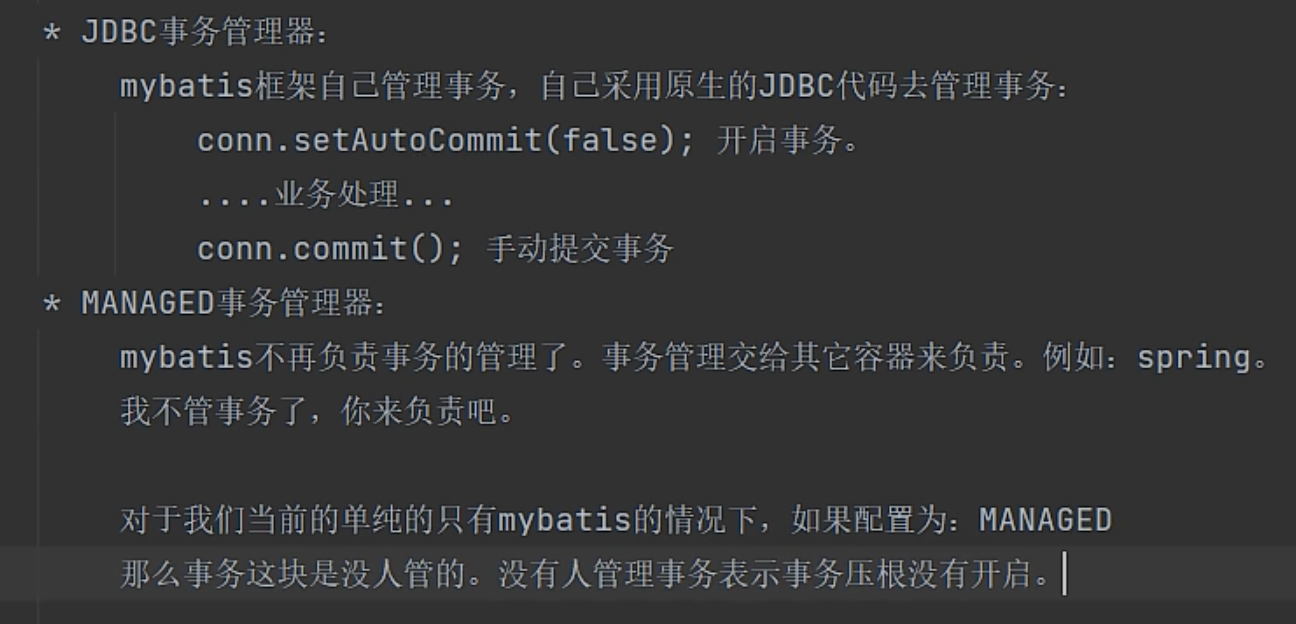 * JDBC事务管理器：
mybatis框架自己管理事务，自己采用原生的JDBC代码去管理事务：
conn.setAutoCommit(false); 开启事务。
....业务处理...
conn.commit(); 手动提交事务
* MANAGED事务管理器：
mybatis不再负责事务的管理了。事务管理交给其它容器来负责。例如：spring。
我不管事务了，你来负责吧。
对于我们当前的单纯的只有mybatis的情况下，如果配置为：MANAGED
那么事务这块是没人管的。没有人管理事务表示事务压根没有开启。